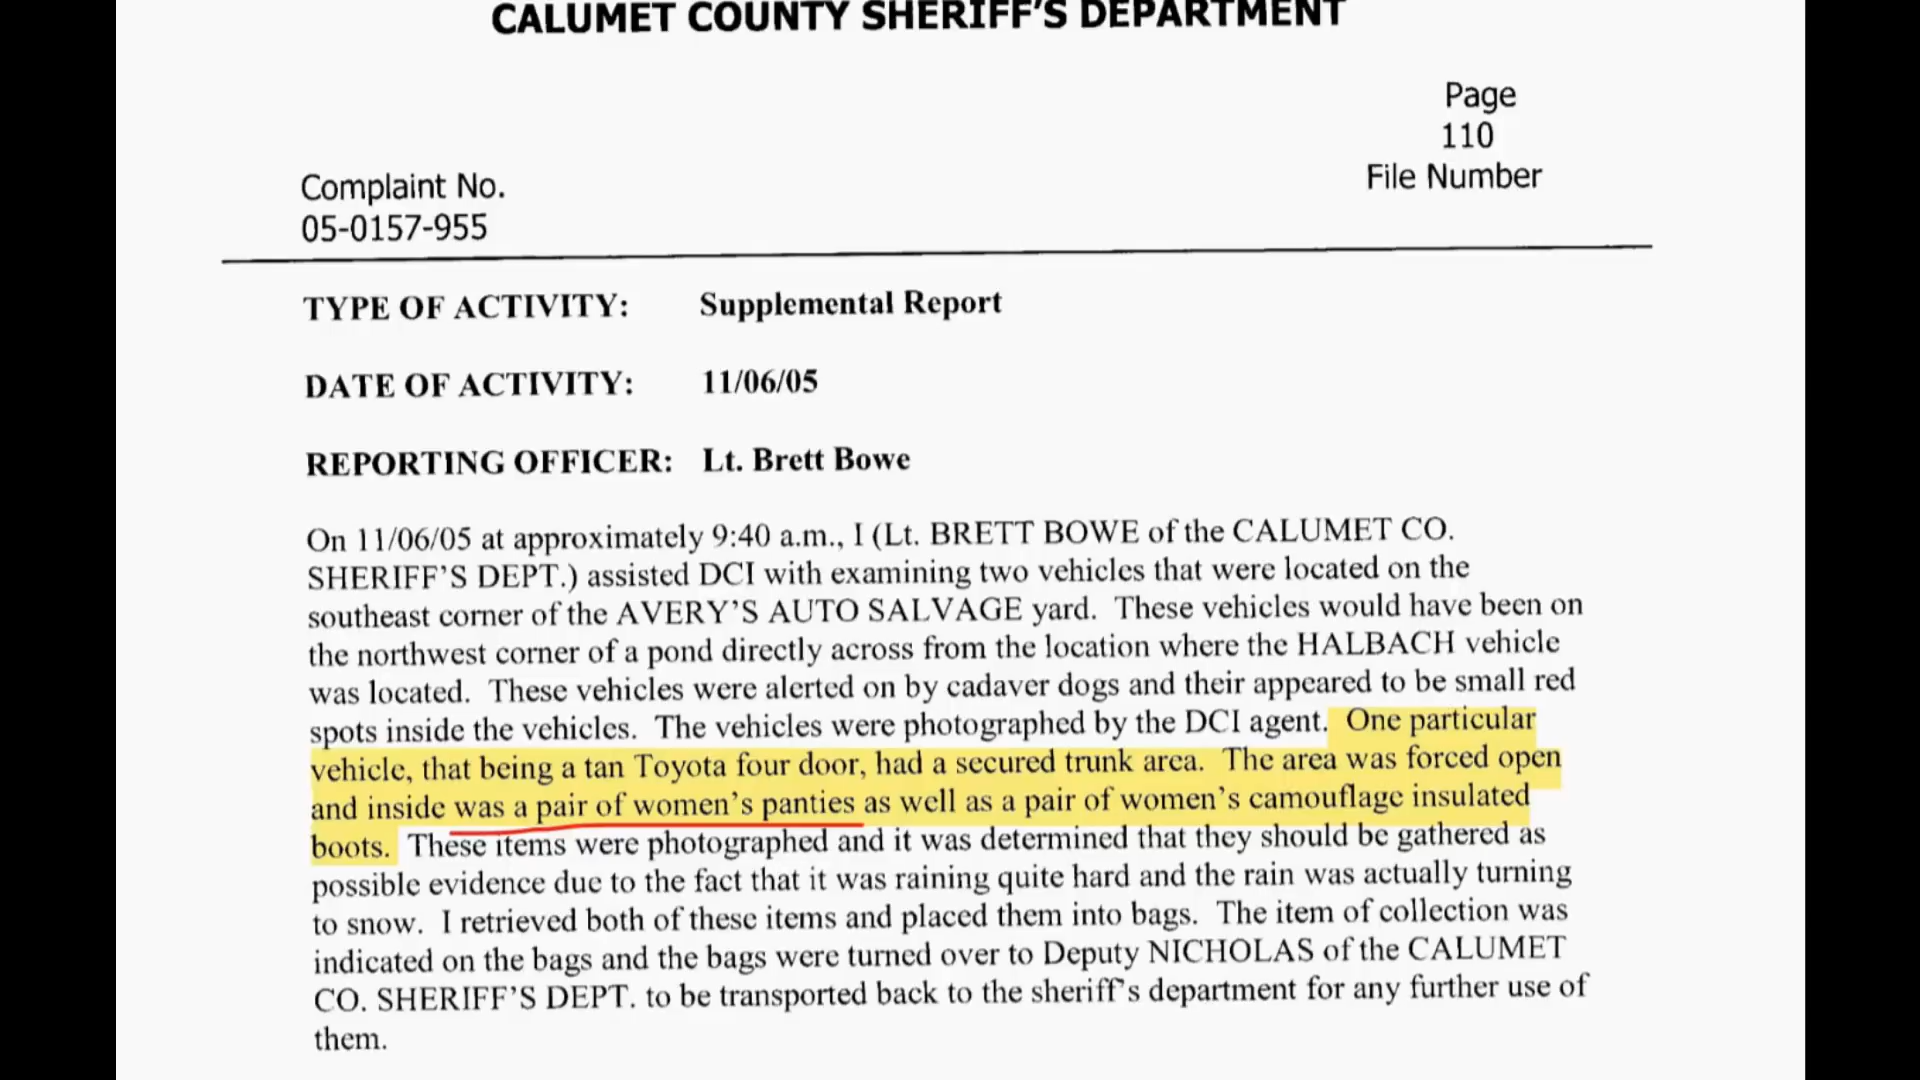 CALUMET COUNTY SHERIFF'S DEPARTMENT
Page
110
File Number
Complaint No.
05-0157-955
TYPE OF ACTIVITY: Supplemental Report
DATE OF ACTIVITY: 11/06/05
REPORTING OFFICER: Lt. Brett Bowe
On 11/06/05 at approximately 9:40 a.m., I (Lt. BRETT BOWE of the CALUMET CO.
SHERIFF'S DEPT.) assisted DCI with examining two vehicles that were located on the
southeast corner of the AVERY'S AUTO SALVAGE yard. These vehicles would have been on
the northwest corner of a pond directly across from the location where the HALBACH vehicle
was located. These vehicles were alerted on by cadaver dogs and their appeared to be small red
spots inside the vehicles. The vehicles were photographed by the DCI agent. One particular
vehicle, that being a tan Toyota four door, had a secured trunk area. The area was forced open
and inside was a pair of women's panties as well as a pair of women's camouflage insulated
boots. These items were photographed and it was determined that they should be gathered as
possible evidence due to the fact that it was raining quite hard and the rain was actually turning
to snow. I retrieved both of these items and placed them into bags. The item of collection was
indicated on the bags and the bags were turned over to Deputy NICHOLAS of the CALUMET
CO. SHERIFF'S DEPT. to be transported back to the sheriff's department for any further use of
them.